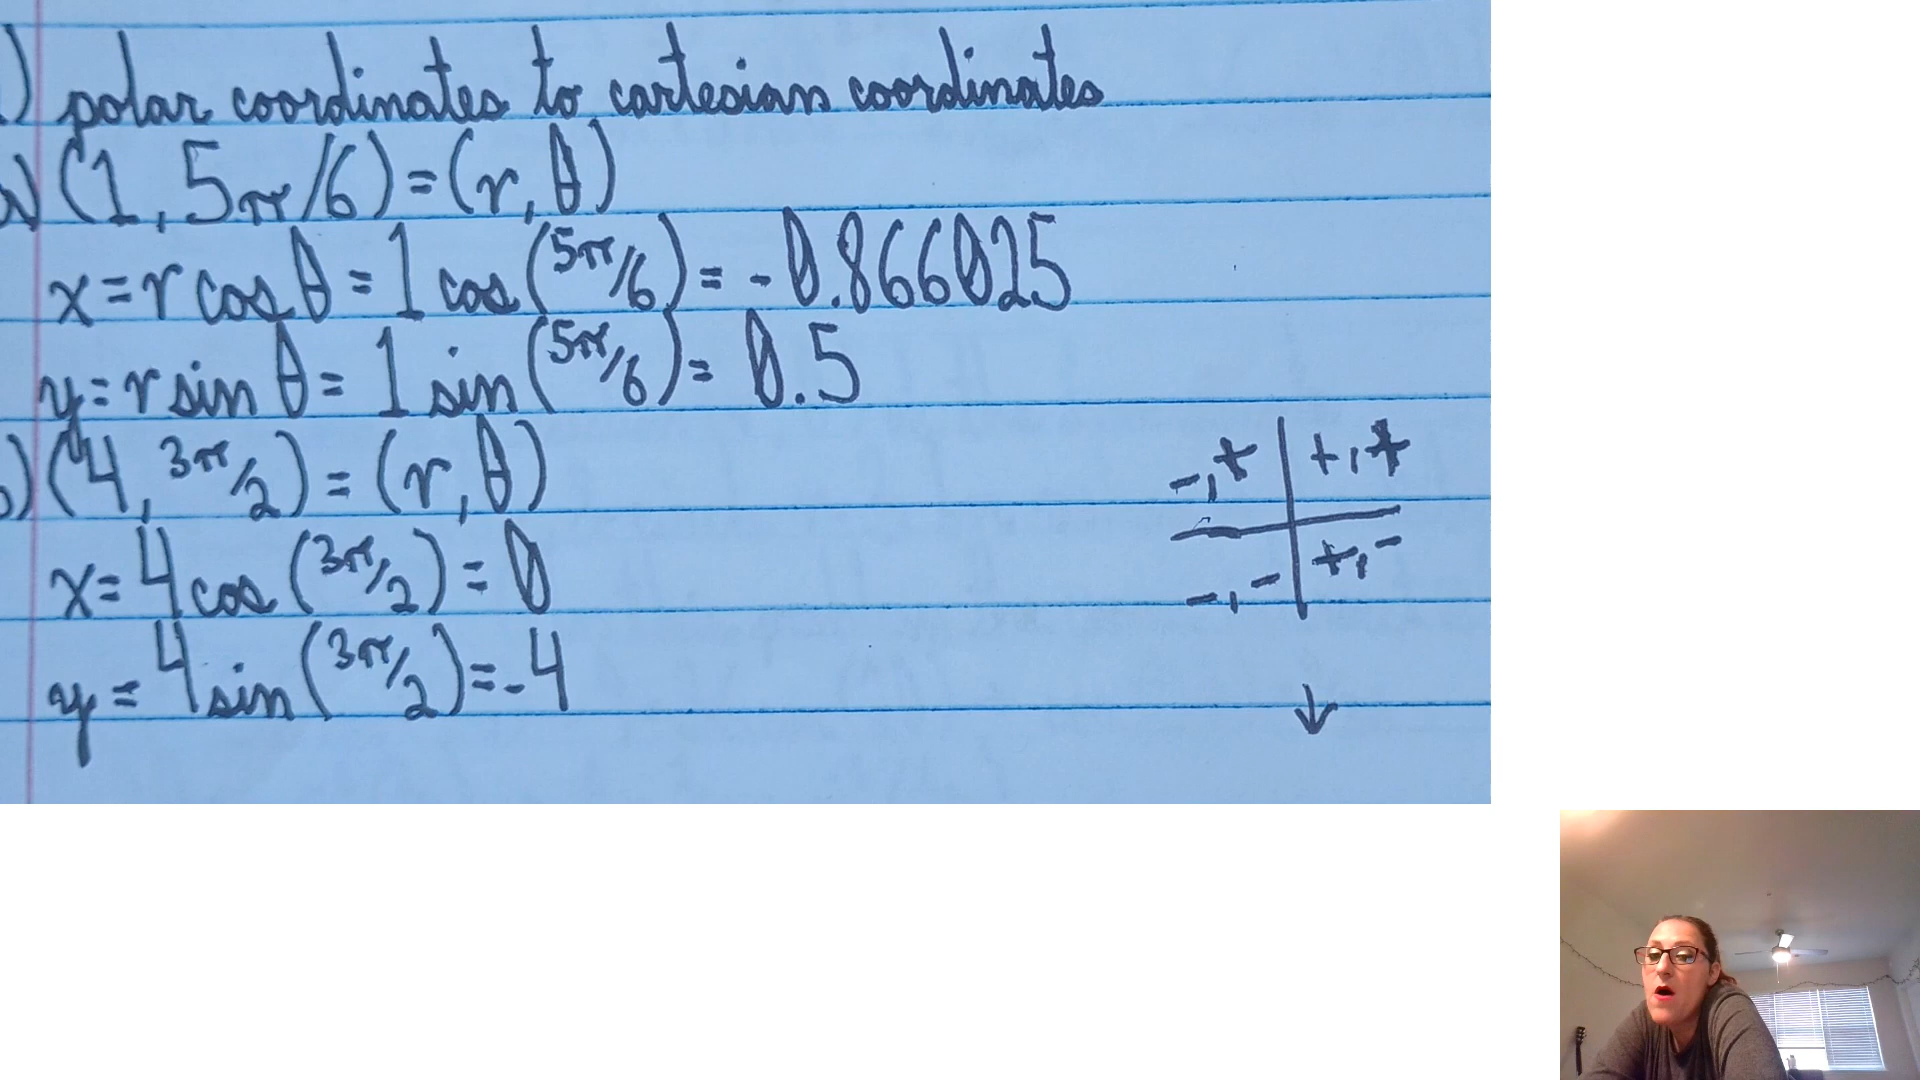 ) polar coordinates to cartesian coordinates
a) (1, 5π/6) = (r, θ)
x = r cos θ = 1 cos (5π/6) = -0.866025
y = r sin θ = 1 sin (5π/6) = 0.5
b) (4, 3π/2) = (r, θ)
-,+ +,+
x = 4 cos (3π/2) = 0
-,- +,-
y = 4 sin (3π/2) = -4
↓